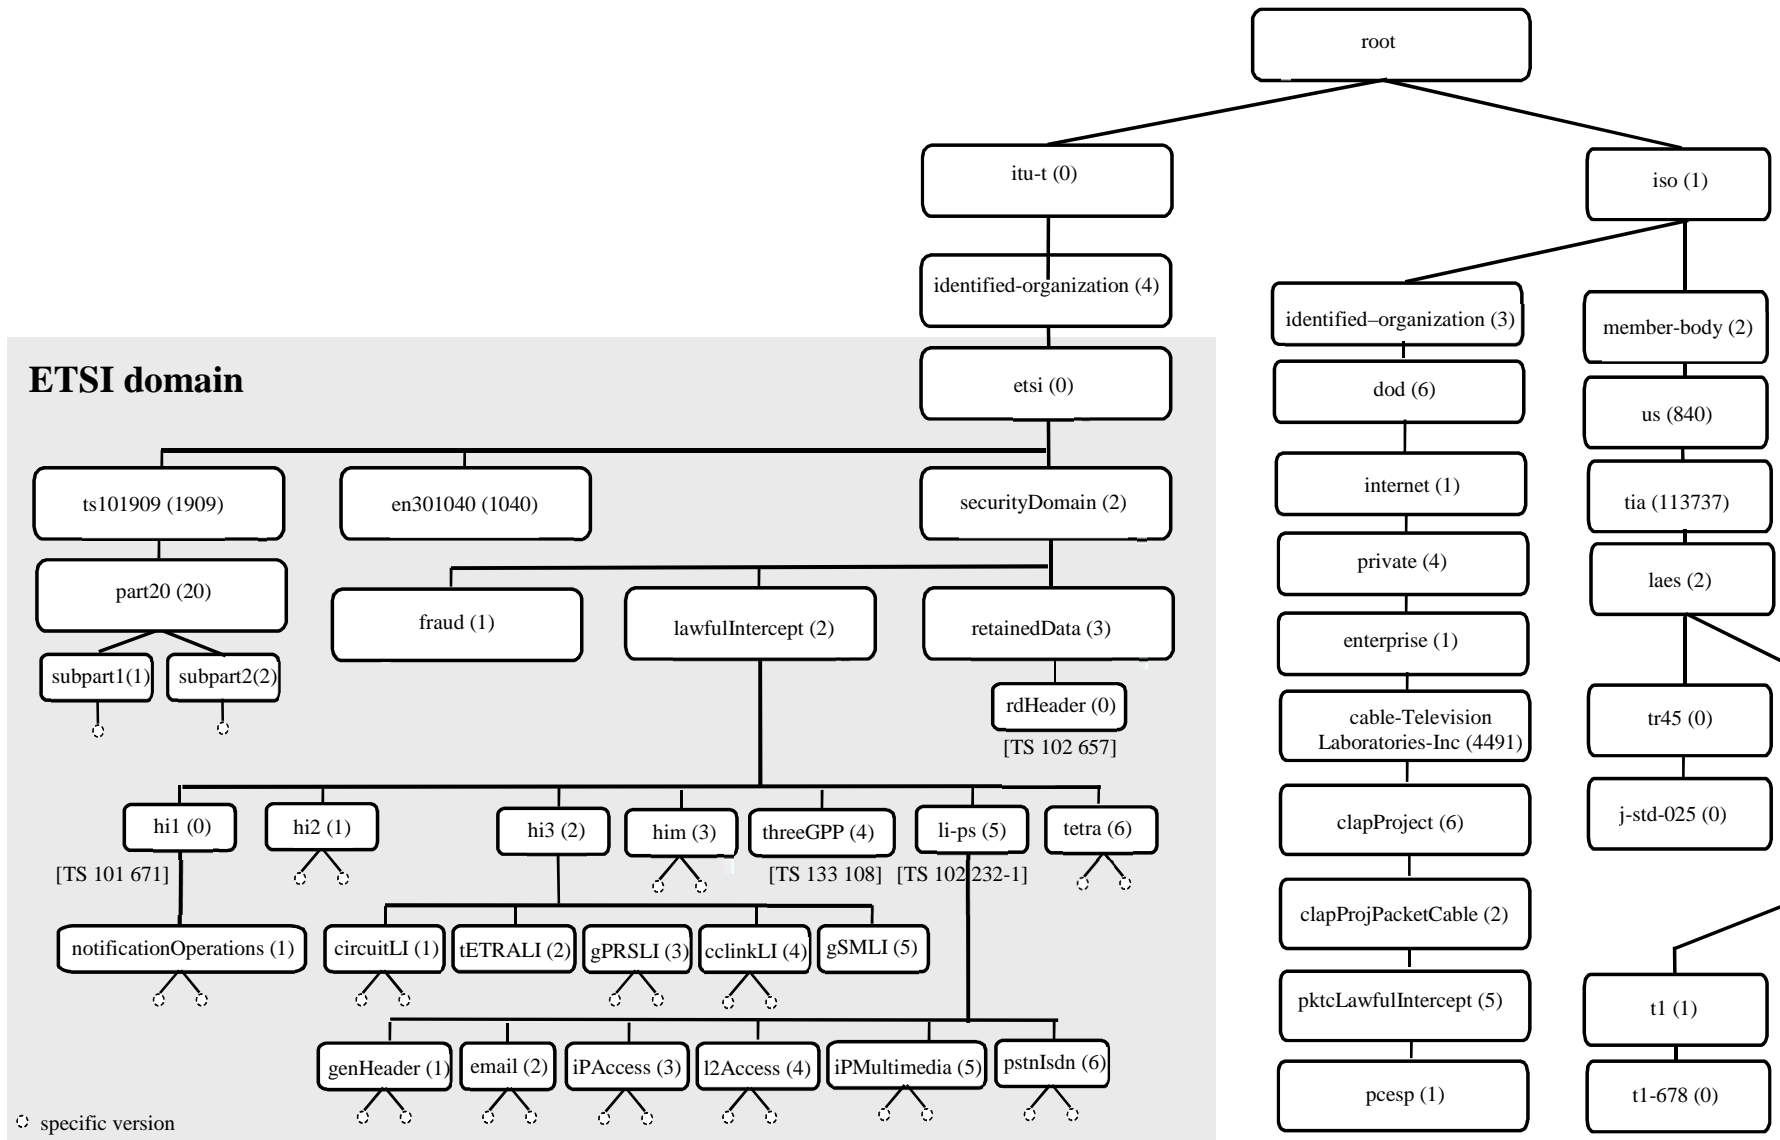 root
itu-t (0)
iso (1)
identified-organization (4)
identified–organization (3)
member-body (2)
ETSI domain
etsi (0)
dod (6)
us (840)
ts101909 (1909)
en301040 (1040)
securityDomain (2)
internet (1)
tia (113737)
part20 (20)
fraud (1)
lawfulIntercept (2)
retainedData (3)
private (4)
laes (2)
subpart1(1)
subpart2(2)
rdHeader (0)
[TS 102 657]
enterprise (1)
cable-Television
Laboratories-Inc (4491)
tr45 (0)
hi1 (0)
hi2 (1)
hi3 (2)
him (3)
threeGPP (4)
li-ps (5)
tetra (6)
clapProject (6)
j-std-025 (0)
[TS 101 671]
[TS 133 108]
[TS 102 232-1]
notificationOperations (1)
circuitLI (1)
tETRALI (2)
gPRSLI (3)
cclinkLI (4)
gSMLI (5)
clapProjPacketCable (2)
pktcLawfulIntercept (5)
t1 (1)
genHeader (1)
email (2)
iPAccess (3)
l2Access (4)
iPMultimedia (5)
pstnIsdn (6)
pcesp (1)
t1-678 (0)
specific version